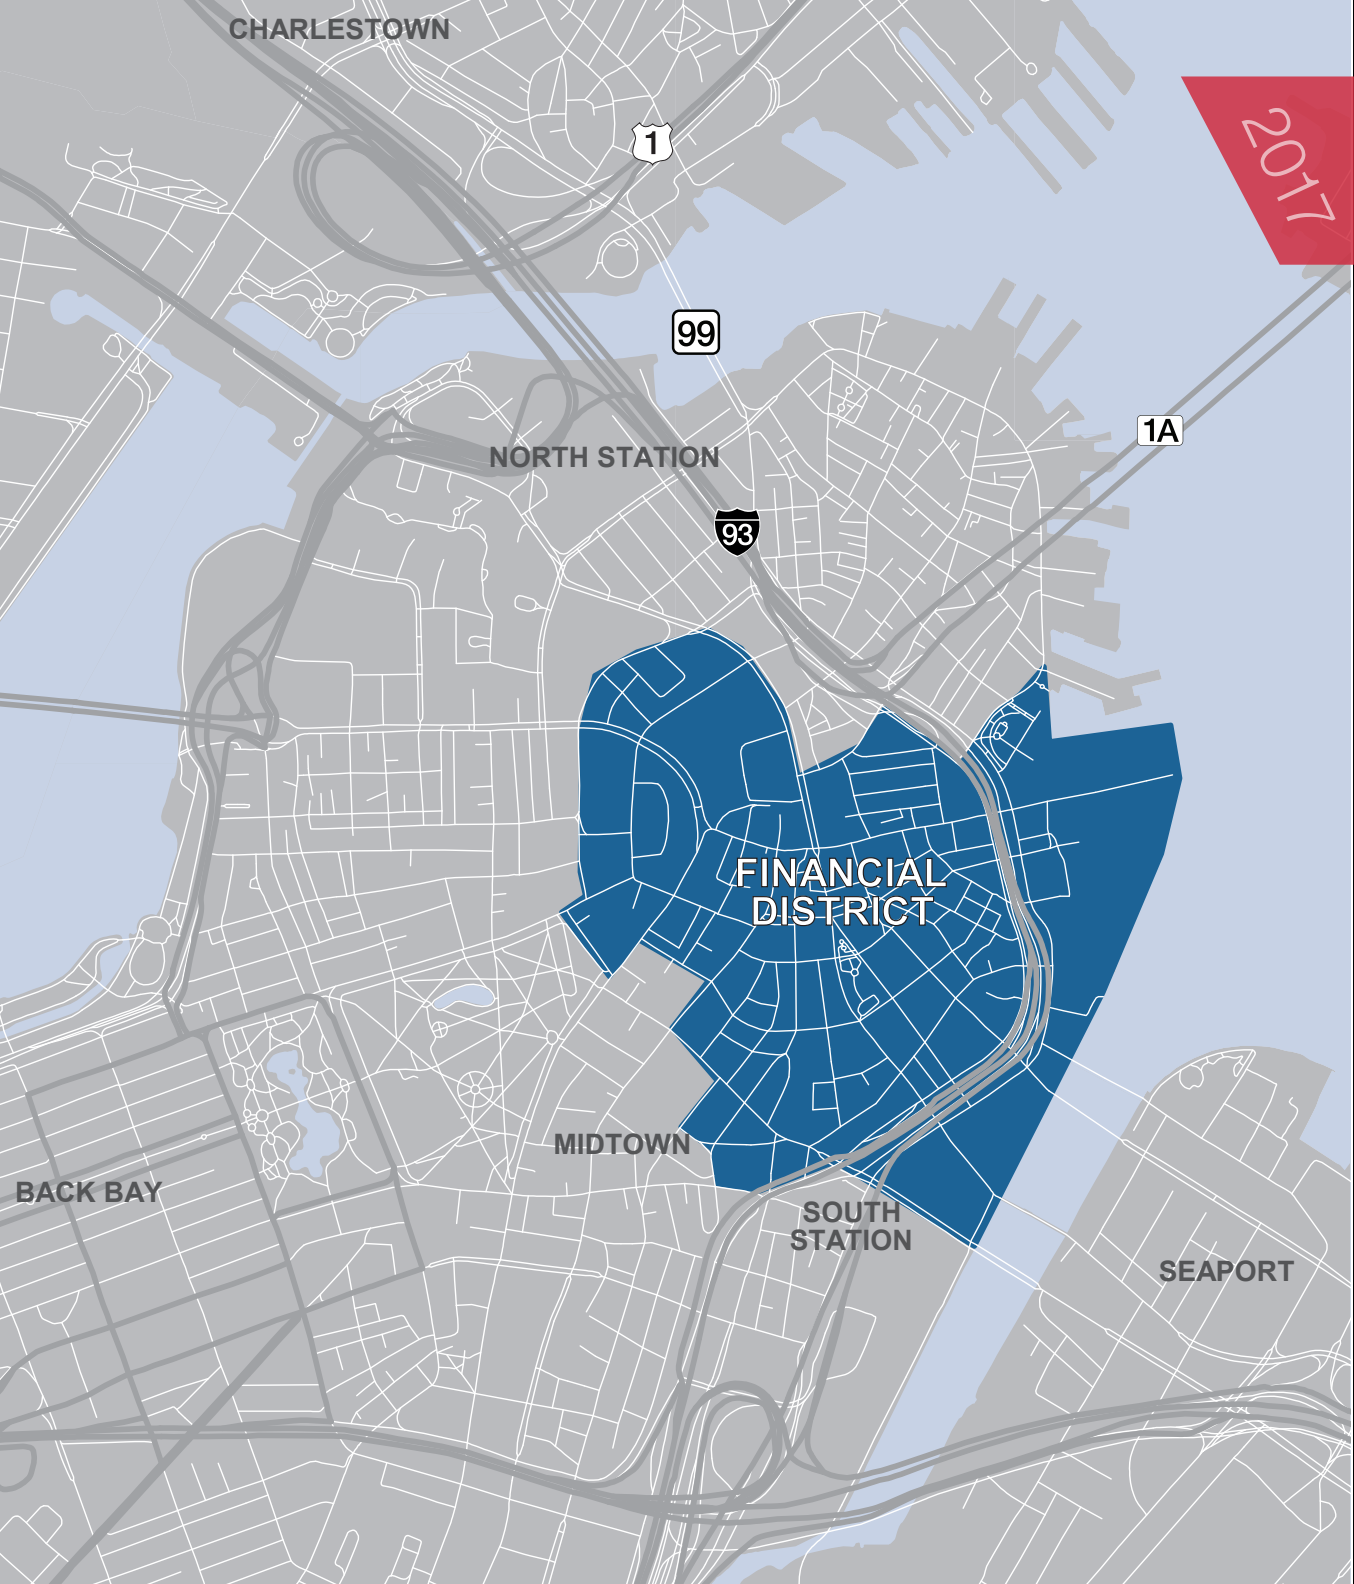 CHARLESTOWN
1
2017
99
1A
NORTH STATION
93
FINANCIAL
DISTRICT
MIDTOWN
BACK BAY
SOUTH
STATION
SEAPORT